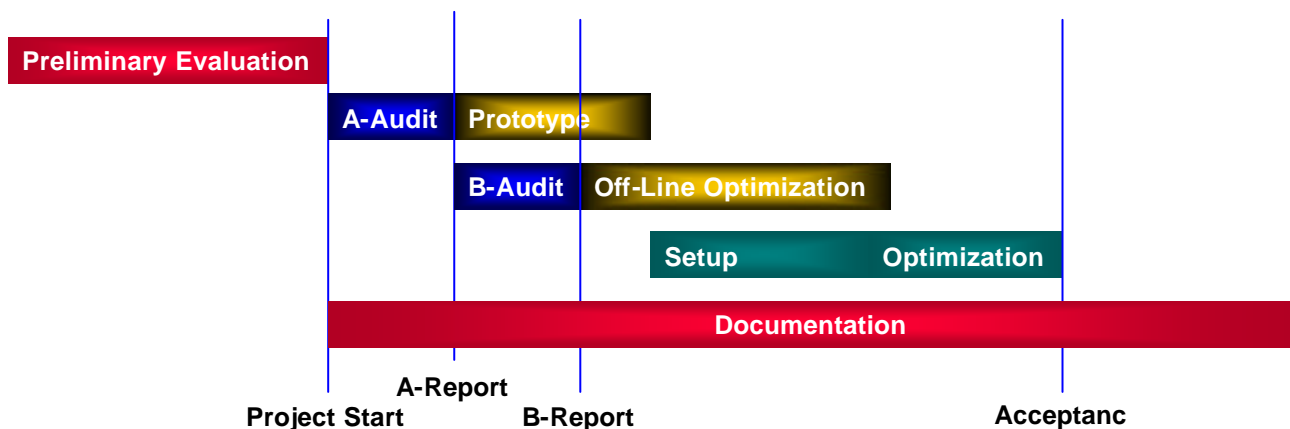 Preliminary Evaluation
A-Audit Prototype
B-Audit Off-Line Optimization
Setup Optimization
Documentation
A-Report
Project Start B-Report Acceptanc